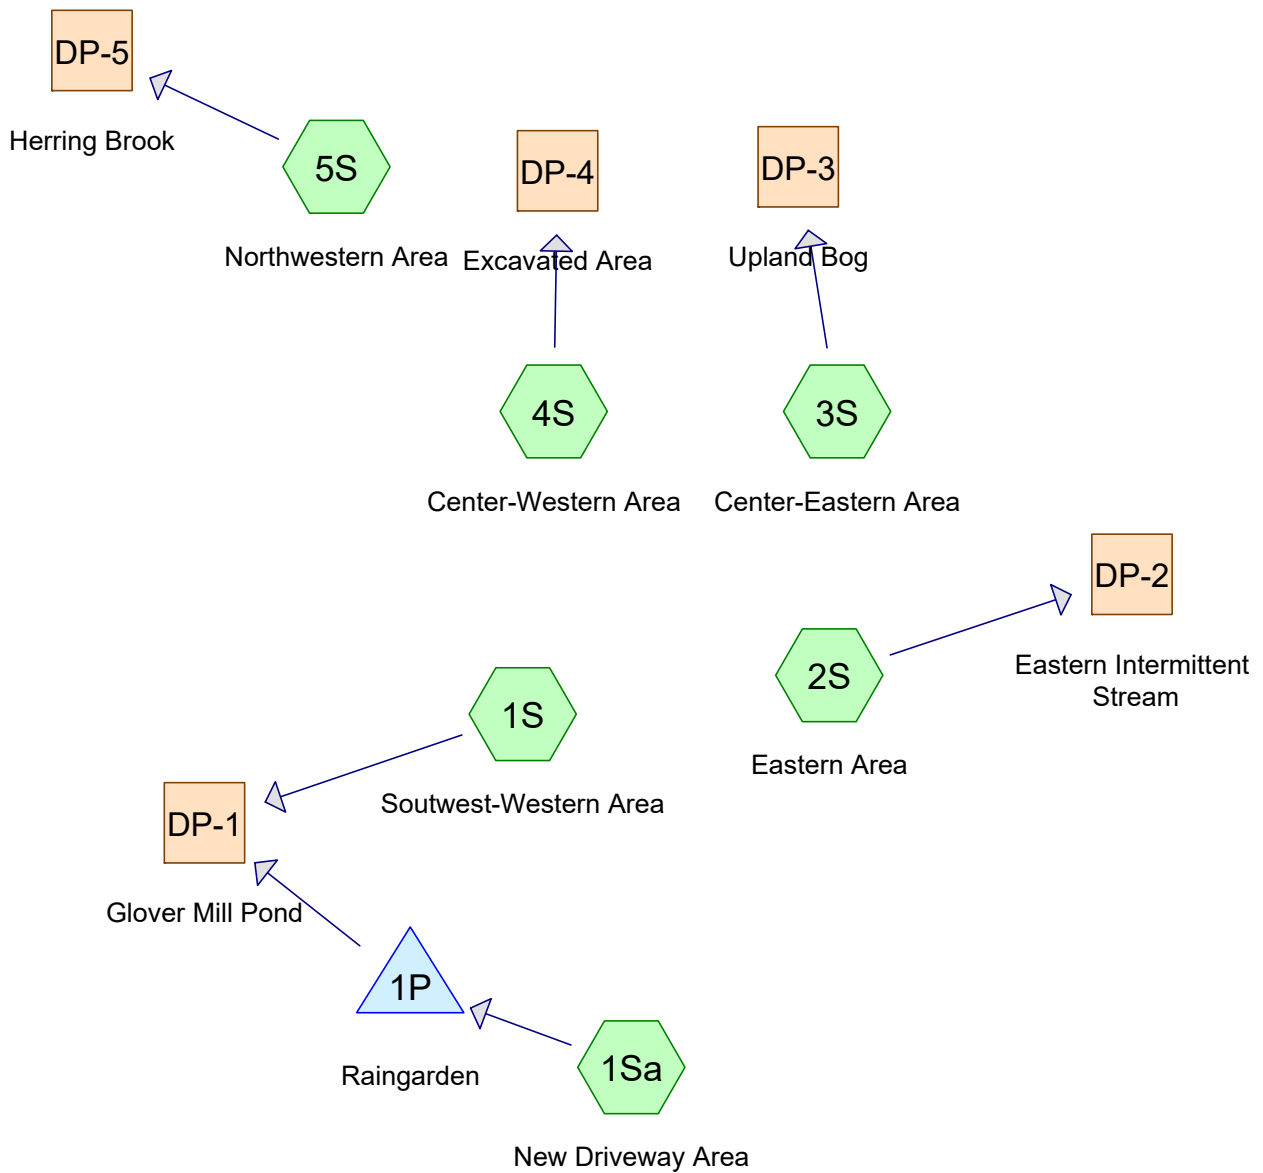 DP-5
Herring Brook
5S
Northwestern Area
DP-4
Excavated Area
DP-3
Upland Bog
4S
Center-Western Area
3S
Center-Eastern Area
DP-2
Eastern Intermittent
Stream
2S
Eastern Area
1S
Soutwest-Western Area
DP-1
Glover Mill Pond
1P
Raingarden
1Sa
New Driveway Area